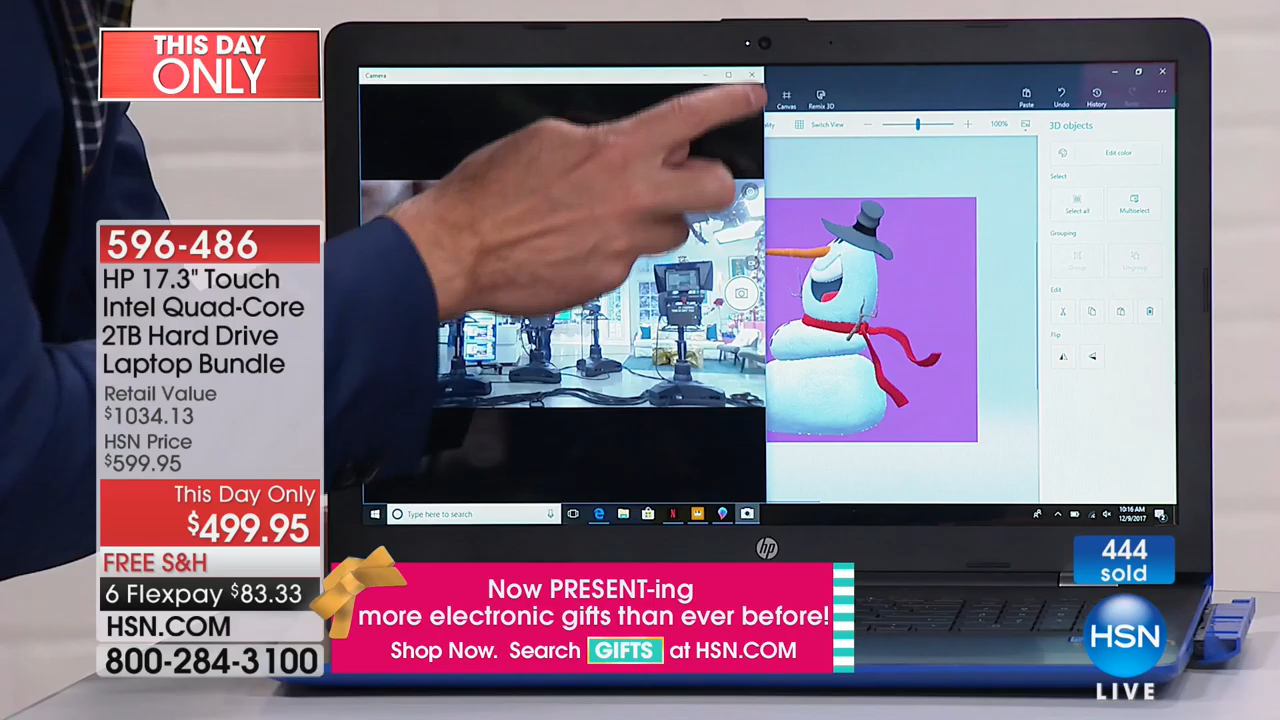 THIS DAY
ONLY
596-486
HP 17.3" Touch
Intel Quad-Core
2TB Hard Drive
Laptop Bundle
Retail Value
$1034.13
HSN Price
$599.95
This Day Only
$499.95
FREE S&H
6 Flexpay $83.33
HSN.COM
800-284-3100
Camera
Canvas
Remix 3D
Paste
Undo
History
Switch View
100%
3D objects
Edit color
Select
Select all
Multiselect
Grouping
Group
Ungroup
Edit
Flip
Type here to search
10:16 AM
12/9/2017
hp
Now PRESENT-ing
more electronic gifts than ever before!
Shop Now. Search GIFTS at HSN.COM
444
sold
HSN
LIVE